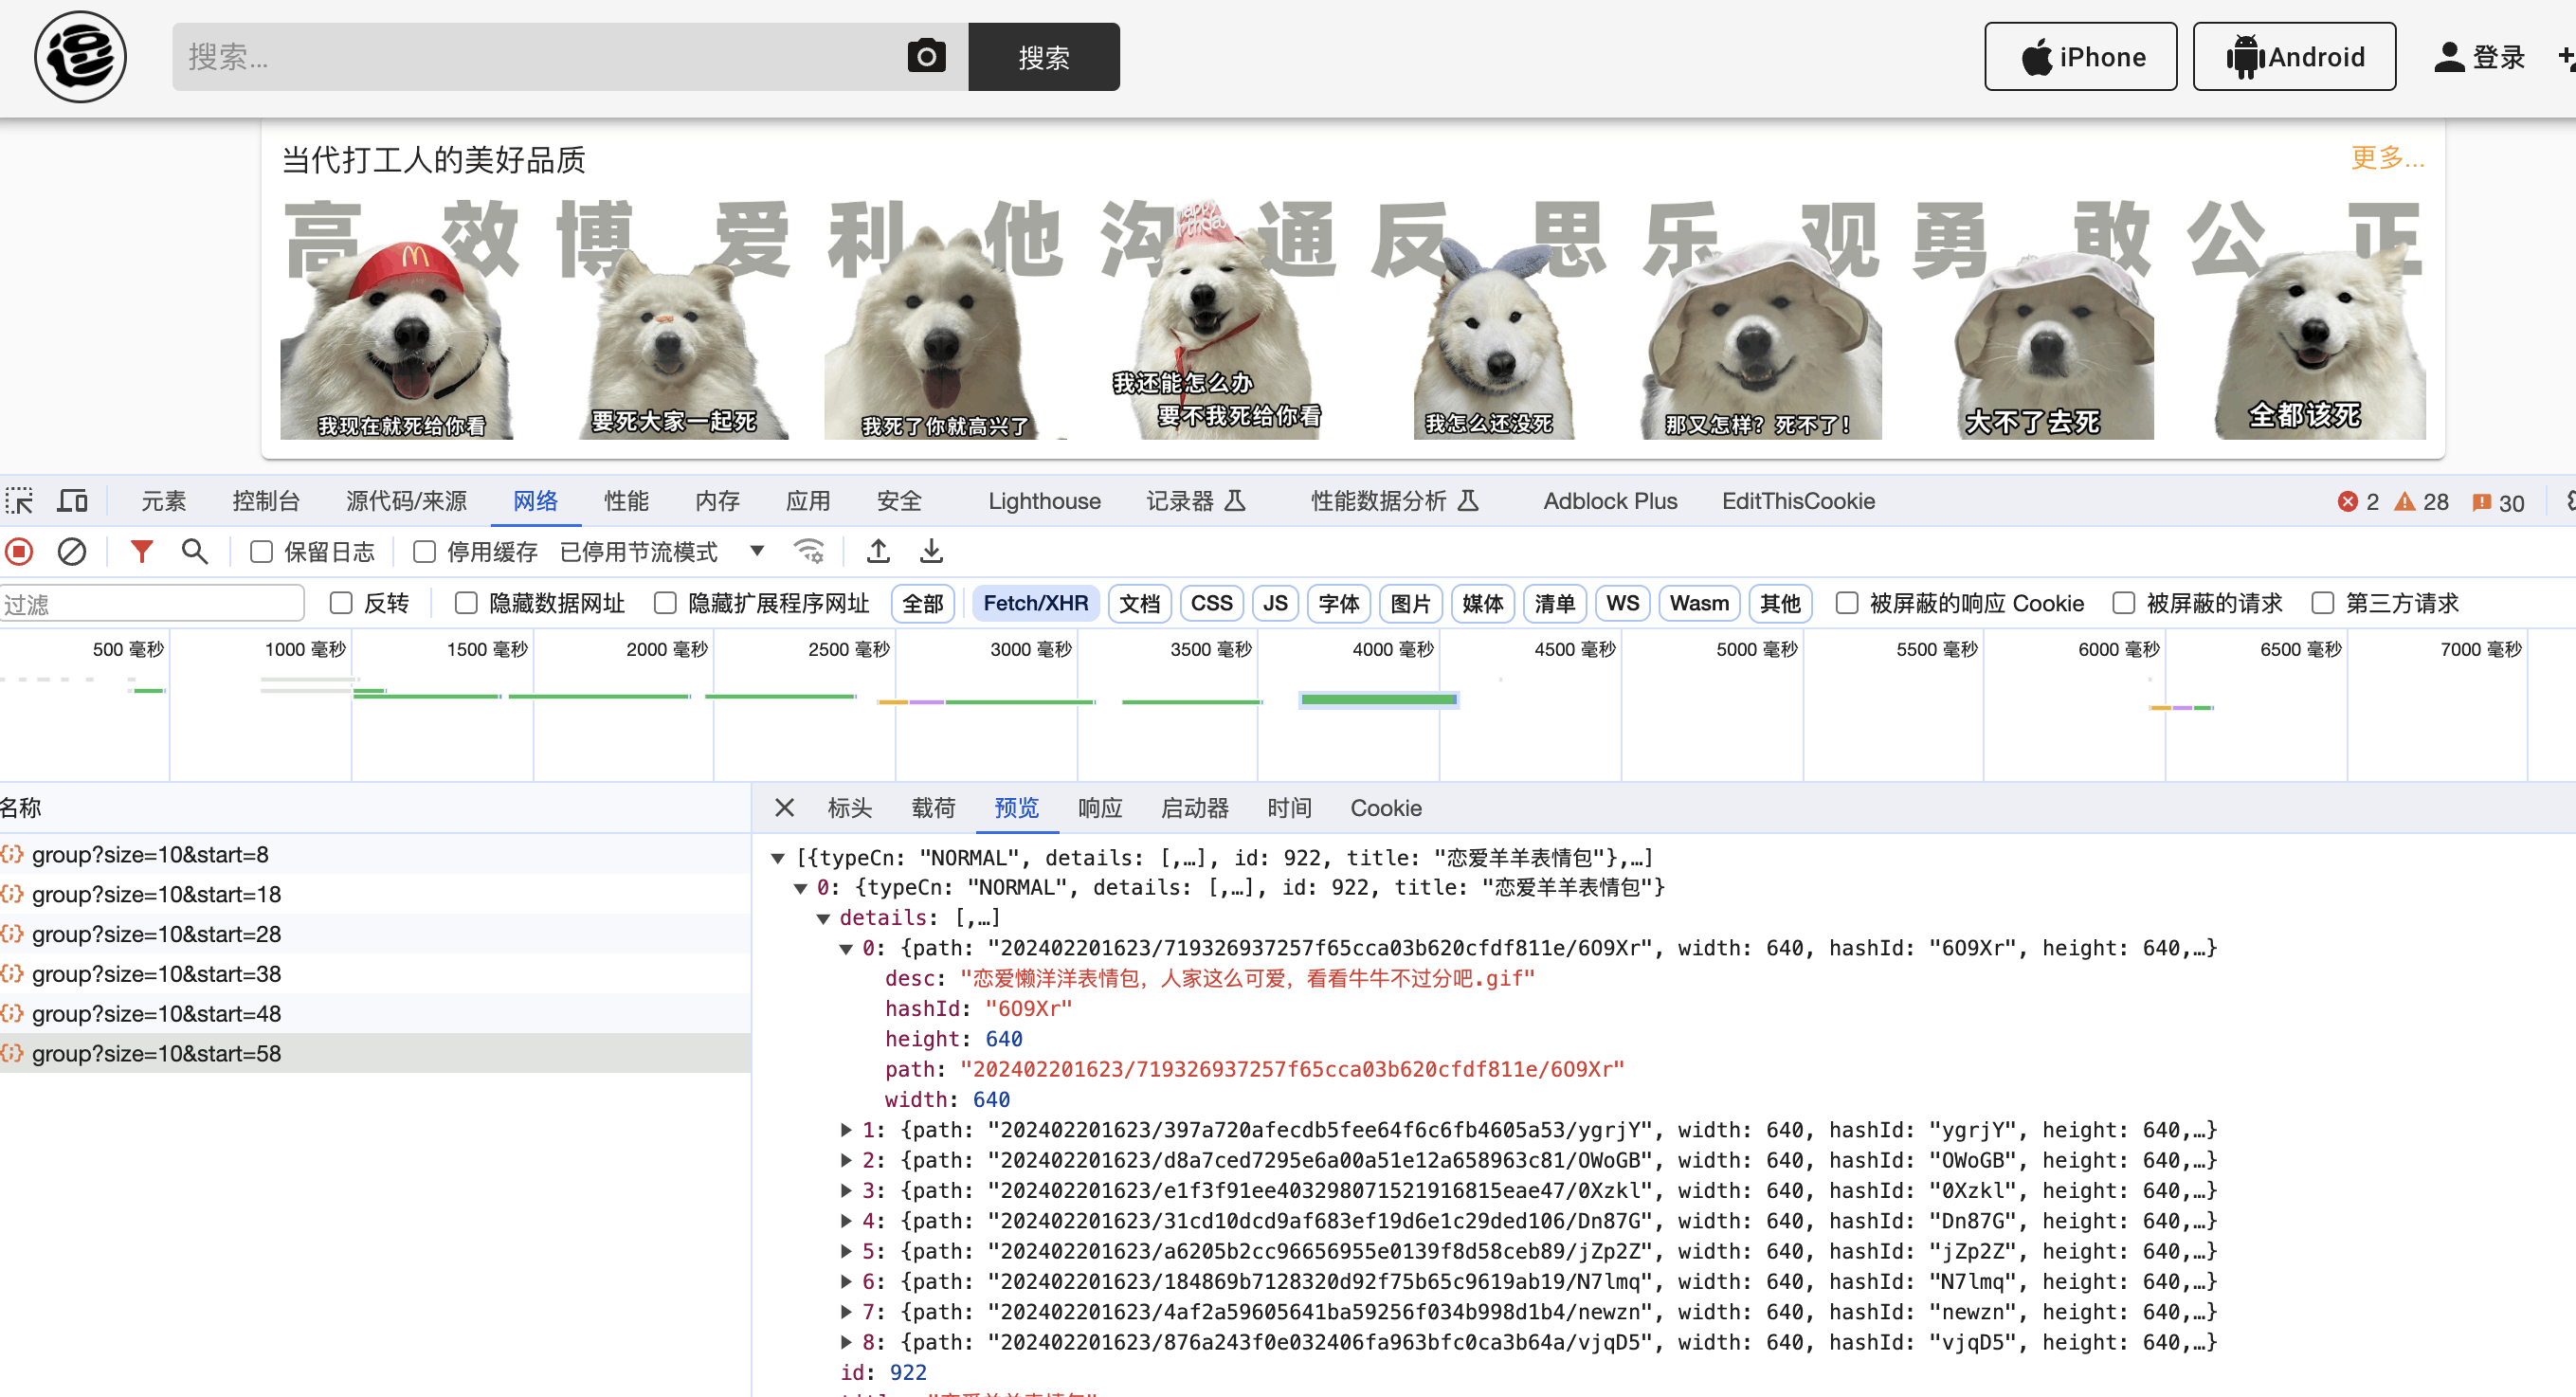 搜索...
搜索
iPhone
Android
登录
当代打工人的美好品质
更多...
高 效 博 爱 利 他 沟 通 反 思 乐 观 勇 敢 公 正
我现在就死给你看
要死大家一起死
我死了你就高兴了
我还能怎么办
要不我死给你看
我怎么还没死
那又怎样？死不了！
大不了去死
全都该死
元素 控制台 源代码/来源 网络 性能 内存 应用 安全 Lighthouse 记录器 性能数据分析 Adblock Plus EditThisCookie 2 28 30
保留日志 停用缓存 已停用节流模式
过滤 反转 隐藏数据网址 隐藏扩展程序网址 全部 Fetch/XHR 文档 CSS JS 字体 图片 媒体 清单 WS Wasm 其他 被屏蔽的响应 Cookie 被屏蔽的请求 第三方请求
500 毫秒 1000 毫秒 1500 毫秒 2000 毫秒 2500 毫秒 3000 毫秒 3500 毫秒 4000 毫秒 4500 毫秒 5000 毫秒 5500 毫秒 6000 毫秒 6500 毫秒 7000 毫秒
名称
group?size=10&start=8
group?size=10&start=18
group?size=10&start=28
group?size=10&start=38
group?size=10&start=48
group?size=10&start=58
标头 载荷 预览 响应 启动器 时间 Cookie
[{typeCn: "NORMAL", details: [,…], id: 922, title: "恋爱羊羊表情包"},…]
0: {typeCn: "NORMAL", details: [,…], id: 922, title: "恋爱羊羊表情包"}
details: [,…]
0: {path: "202402201623/719326937257f65cca03b620cfdf811e/6O9Xr", width: 640, hashId: "6O9Xr", height: 640,…}
desc: "恋爱懒洋洋表情包，人家这么可爱，看看牛牛不过分吧.gif"
hashId: "6O9Xr"
height: 640
path: "202402201623/719326937257f65cca03b620cfdf811e/6O9Xr"
width: 640
1: {path: "202402201623/397a720afecdb5fee64f6c6fb4605a53/ygrjY", width: 640, hashId: "ygrjY", height: 640,…}
2: {path: "202402201623/d8a7ced7295e6a00a51e12a658963c81/OWoGB", width: 640, hashId: "OWoGB", height: 640,…}
3: {path: "202402201623/e1f3f91ee403298071521916815eae47/0Xzkl", width: 640, hashId: "0Xzkl", height: 640,…}
4: {path: "202402201623/31cd10dcd9af683ef19d6e1c29ded106/Dn87G", width: 640, hashId: "Dn87G", height: 640,…}
5: {path: "202402201623/a6205b2cc96656955e0139f8d58ceb89/jZp2Z", width: 640, hashId: "jZp2Z", height: 640,…}
6: {path: "202402201623/184869b7128320d92f75b65c9619ab19/N7lmq", width: 640, hashId: "N7lmq", height: 640,…}
7: {path: "202402201623/4af2a59605641ba59256f034b998d1b4/newzn", width: 640, hashId: "newzn", height: 640,…}
8: {path: "202402201623/876a243f0e032406fa963bfc0ca3b64a/vjqD5", width: 640, hashId: "vjqD5", height: 640,…}
id: 922